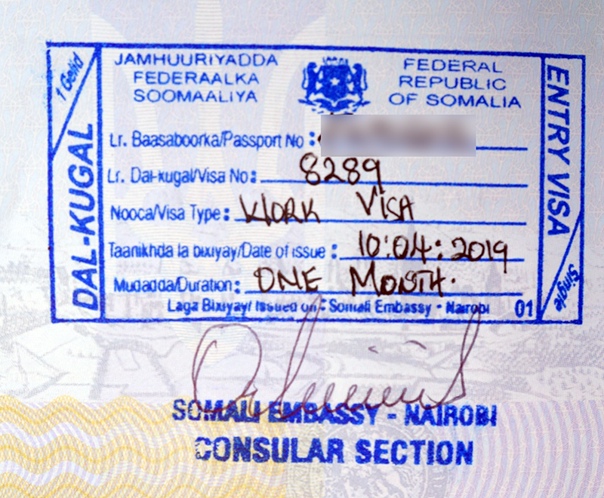 JAMHUURIYADDA
FEDERAALKA
SOOMAALIYA
FEDERAL
REPUBLIC
OF SOMALIA
1 Gelid
DAL-KUGAL
ENTRY VISA
Single
Lr. Baasaboorka/Passport No :
Lr. Dal-kugal/Visa No: 8289
Nooca/Visa Type: WORK VISA
Taariikhda la bixiyay/Date of issue : 10:04:2019
Mudadda/Duration: ONE MONTH.
Laga Bixiyay/ Issued on : Somali Embassy - Nairobi 01
SOMALI EMBASSY - NAIROBI
CONSULAR SECTION